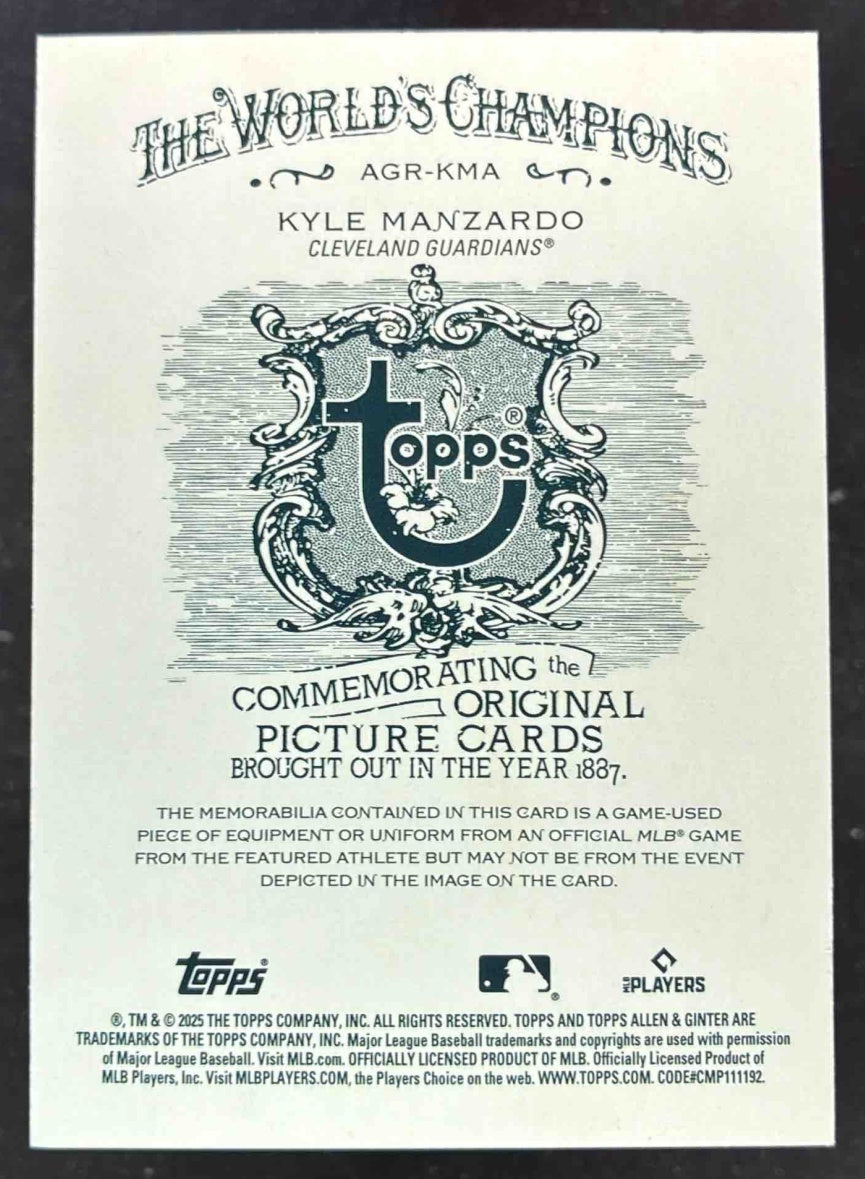 THE WORLD'S CHAMPIONS
AGR-KMA
KYLE MANZARDO
CLEVELAND GUARDIANS®
topps®
COMMEMORATING the
ORIGINAL
PICTURE CARDS
BROUGHT OUT IN THE YEAR 1887.
THE MEMORABILIA CONTAINED IN THIS CARD IS A GAME-USED
PIECE OF EQUIPMENT OR UNIFORM FROM AN OFFICIAL MLB® GAME
FROM THE FEATURED ATHLETE BUT MAY NOT BE FROM THE EVENT
DEPICTED IN THE IMAGE ON THE CARD.
topps® ® MLB PLAYERS
®, TM & © 2025 THE TOPPS COMPANY, INC. ALL RIGHTS RESERVED. TOPPS AND TOPPS ALLEN & GINTER ARE
TRADEMARKS OF THE TOPPS COMPANY, INC. Major League Baseball trademarks and copyrights are used with permission
of Major League Baseball. Visit MLB.com. OFFICIALLY LICENSED PRODUCT OF MLB. Officially Licensed Product of
MLB Players, Inc. Visit MLBPLAYERS.COM, the Players Choice on the web. WWW.TOPPS.COM. CODE#CMP111192.